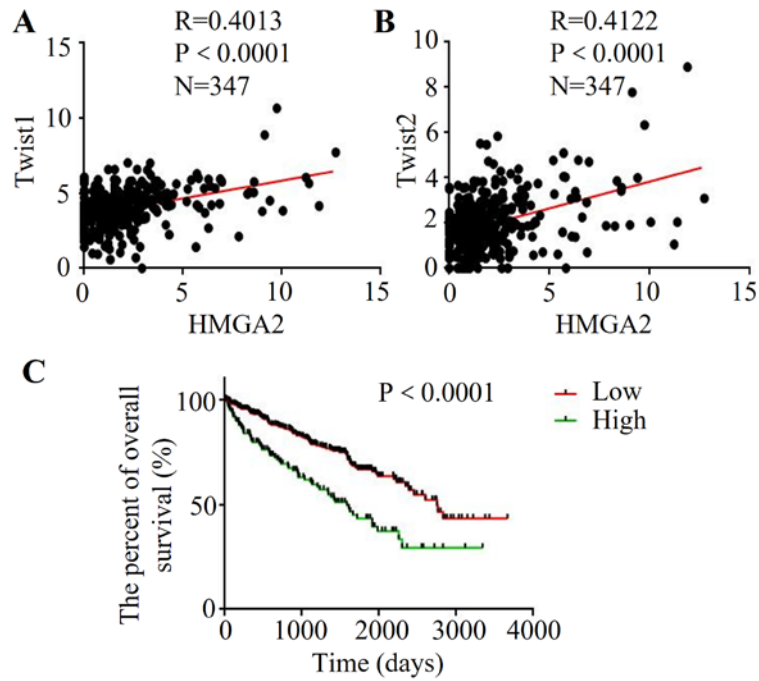 A
R=0.4013
P < 0.0001
N=347
Twist1
15
10
5
0
0
5
10
15
HMGA2
B
R=0.4122
P < 0.0001
N=347
Twist2
10
8
6
4
2
0
0
5
10
15
HMGA2
C
P < 0.0001
Low
High
The percent of overall
survival (%)
100
50
0
0
1000
2000
3000
4000
Time (days)